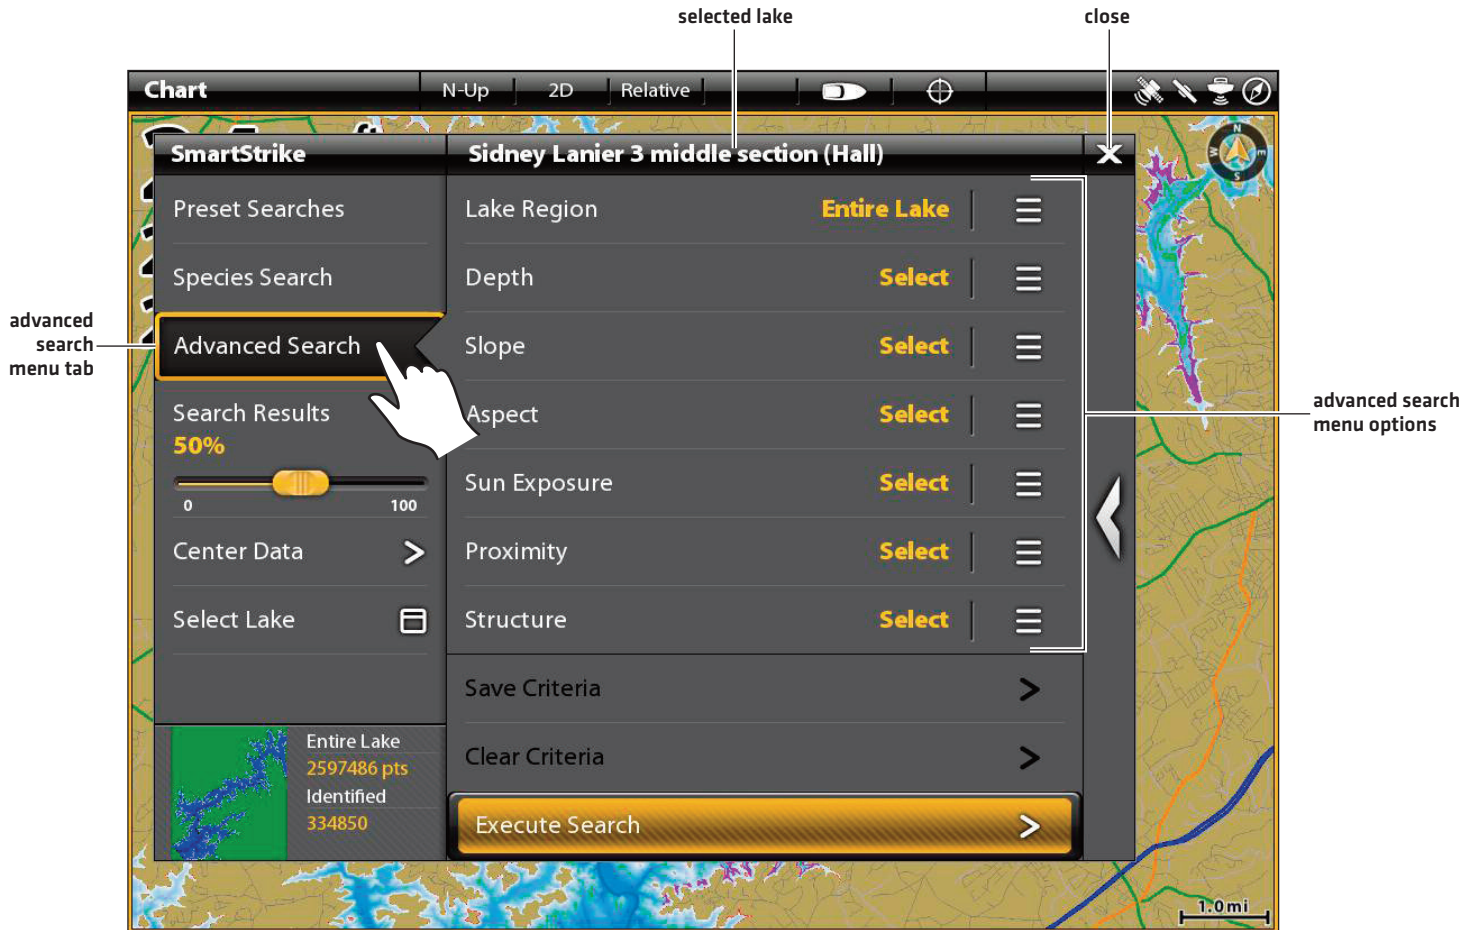 selected lake
close
Chart
N-Up
2D
Relative
SmartStrike
Sidney Lanier 3 middle section (Hall)
Preset Searches
Lake Region
Entire Lake
Species Search
Depth
Select
advanced
search
menu tab
Advanced Search
Slope
Select
Search Results
50%
0
100
Aspect
Select
advanced search
menu options
Sun Exposure
Select
Center Data
Proximity
Select
Select Lake
Structure
Select
Save Criteria
Clear Criteria
Entire Lake
2597486 pts
Identified
334850
Execute Search
N
E
S
W
1.0mi